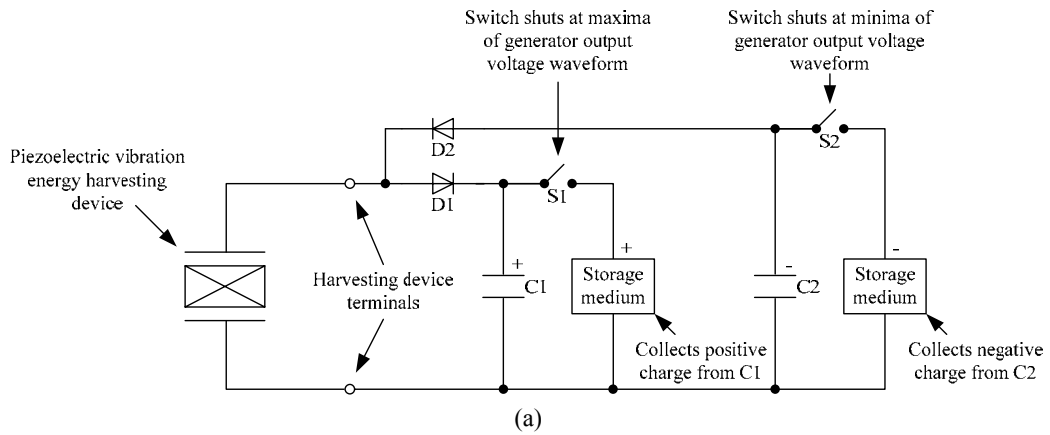 Switch shuts at maxima
of generator output
voltage waveform
Switch shuts at minima of
generator output voltage
waveform
D2
S2
Piezoelectric vibration
energy harvesting
device
D1
S1
Harvesting device
terminals
+
C1
+
Storage
medium
-
C2
-
Storage
medium
Collects positive
charge from C1
Collects negative
charge from C2
(a)